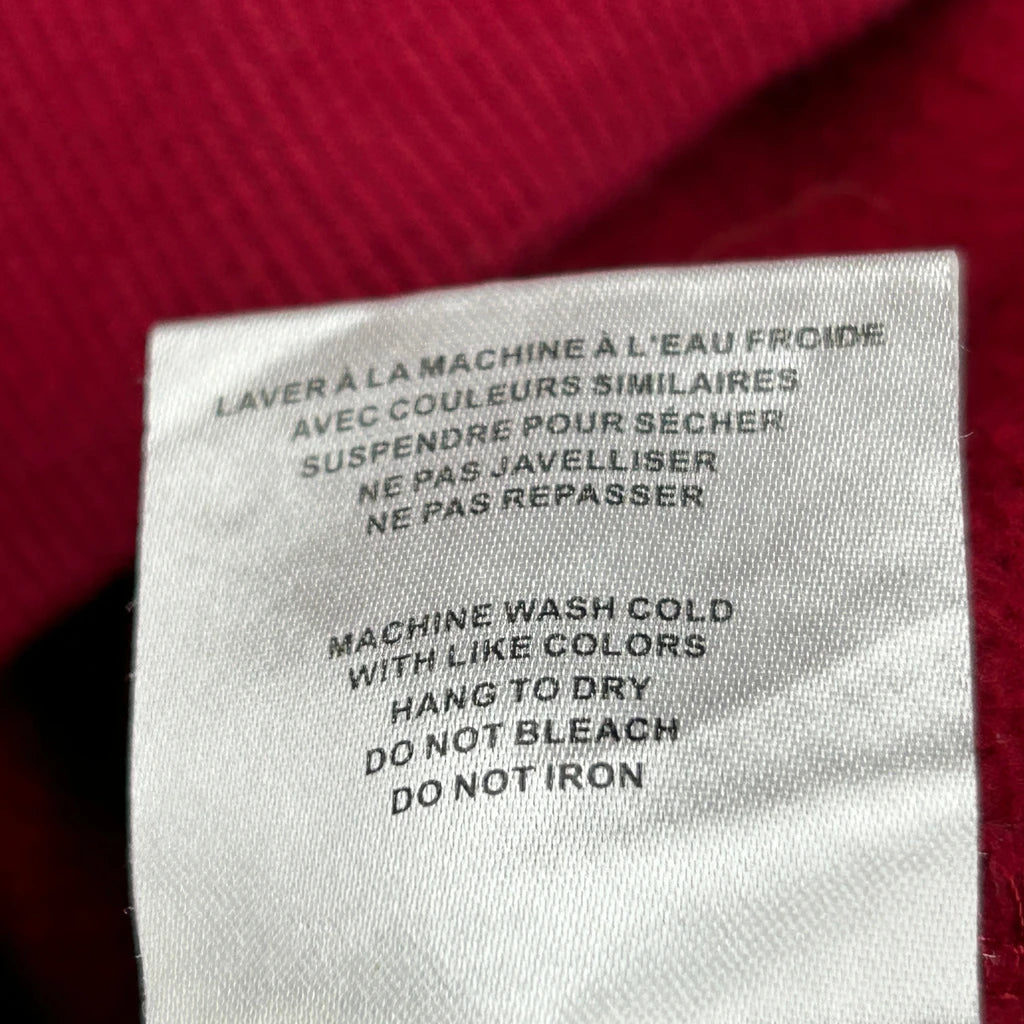 LAVER À LA MACHINE À L'EAU FROIDE
AVEC COULEURS SIMILAIRES
SUSPENDRE POUR SÉCHER
NE PAS JAVELLISER
NE PAS REPASSER
MACHINE WASH COLD
WITH LIKE COLORS
HANG TO DRY
DO NOT BLEACH
DO NOT IRON